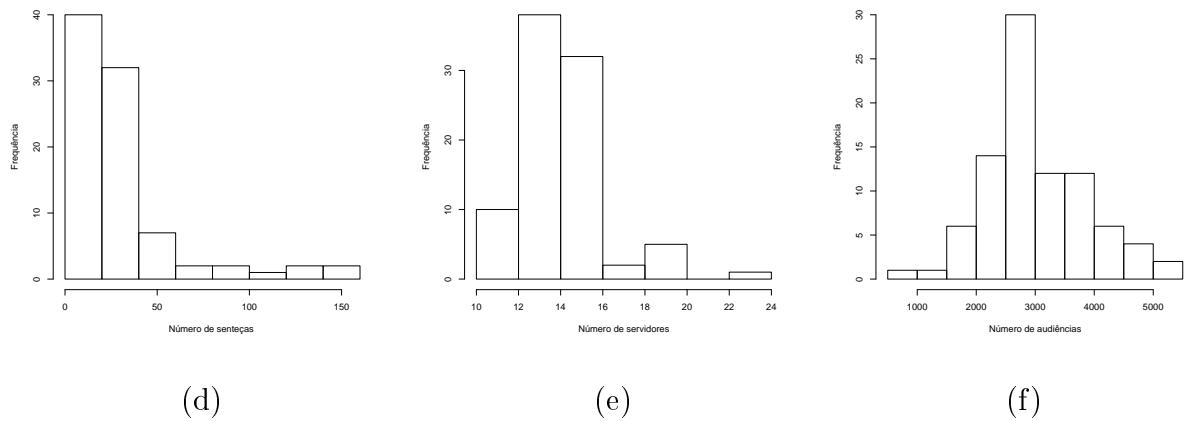 Frequência
0 10 20 30 40
0 50 100 150
Número de senteças
(d)
Frequência
0 10 20 30
10 12 14 16 18 20 22 24
Número de servidores
(e)
Frequência
0 5 10 15 20 25 30
1000 2000 3000 4000 5000
Número de audiências
(f)